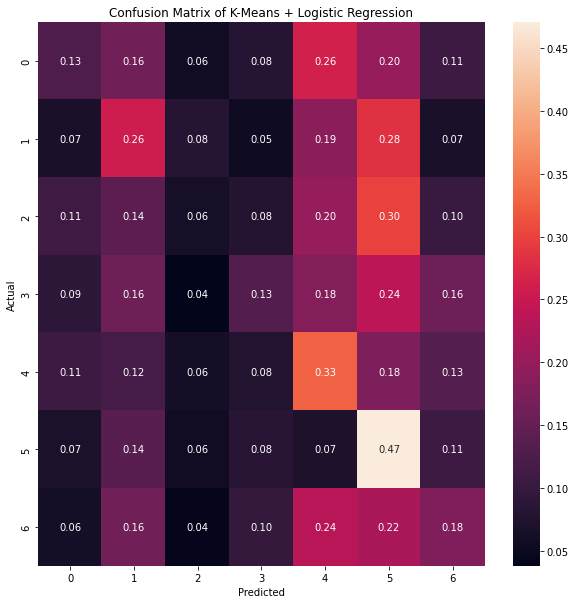 Confusion Matrix of K-Means + Logistic Regression
0 0.13 0.16 0.06 0.08 0.26 0.20 0.11
1 0.07 0.26 0.08 0.05 0.19 0.28 0.07
2 0.11 0.14 0.06 0.08 0.20 0.30 0.10
3 0.09 0.16 0.04 0.13 0.18 0.24 0.16
4 0.11 0.12 0.06 0.08 0.33 0.18 0.13
5 0.07 0.14 0.06 0.08 0.07 0.47 0.11
6 0.06 0.16 0.04 0.10 0.24 0.22 0.18
0 1 2 3 4 5 6
Predicted
Actual
0.45
0.40
0.35
0.30
0.25
0.20
0.15
0.10
0.05